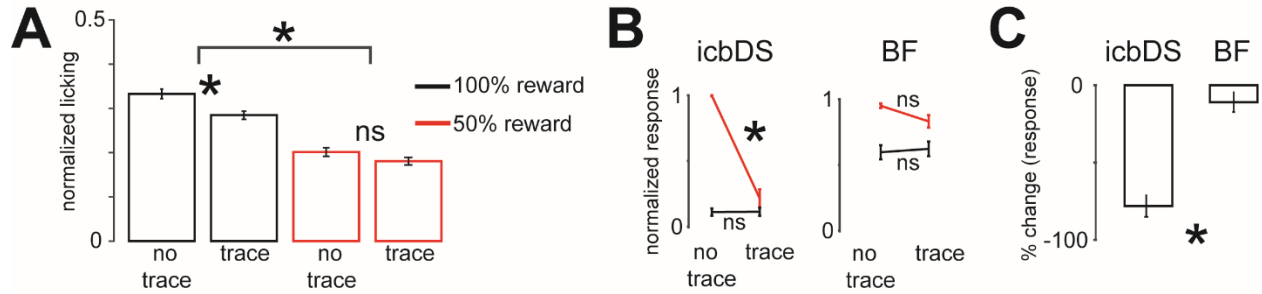 A
normalized licking
0.5
0
*
*
ns
100% reward
50% reward
no trace
trace
no trace
trace
B
icbDS
BF
normalized response
1
0
*
ns
no trace
trace
1
0
ns
ns
no trace
trace
C
icbDS
BF
% change (response)
0
-100
*